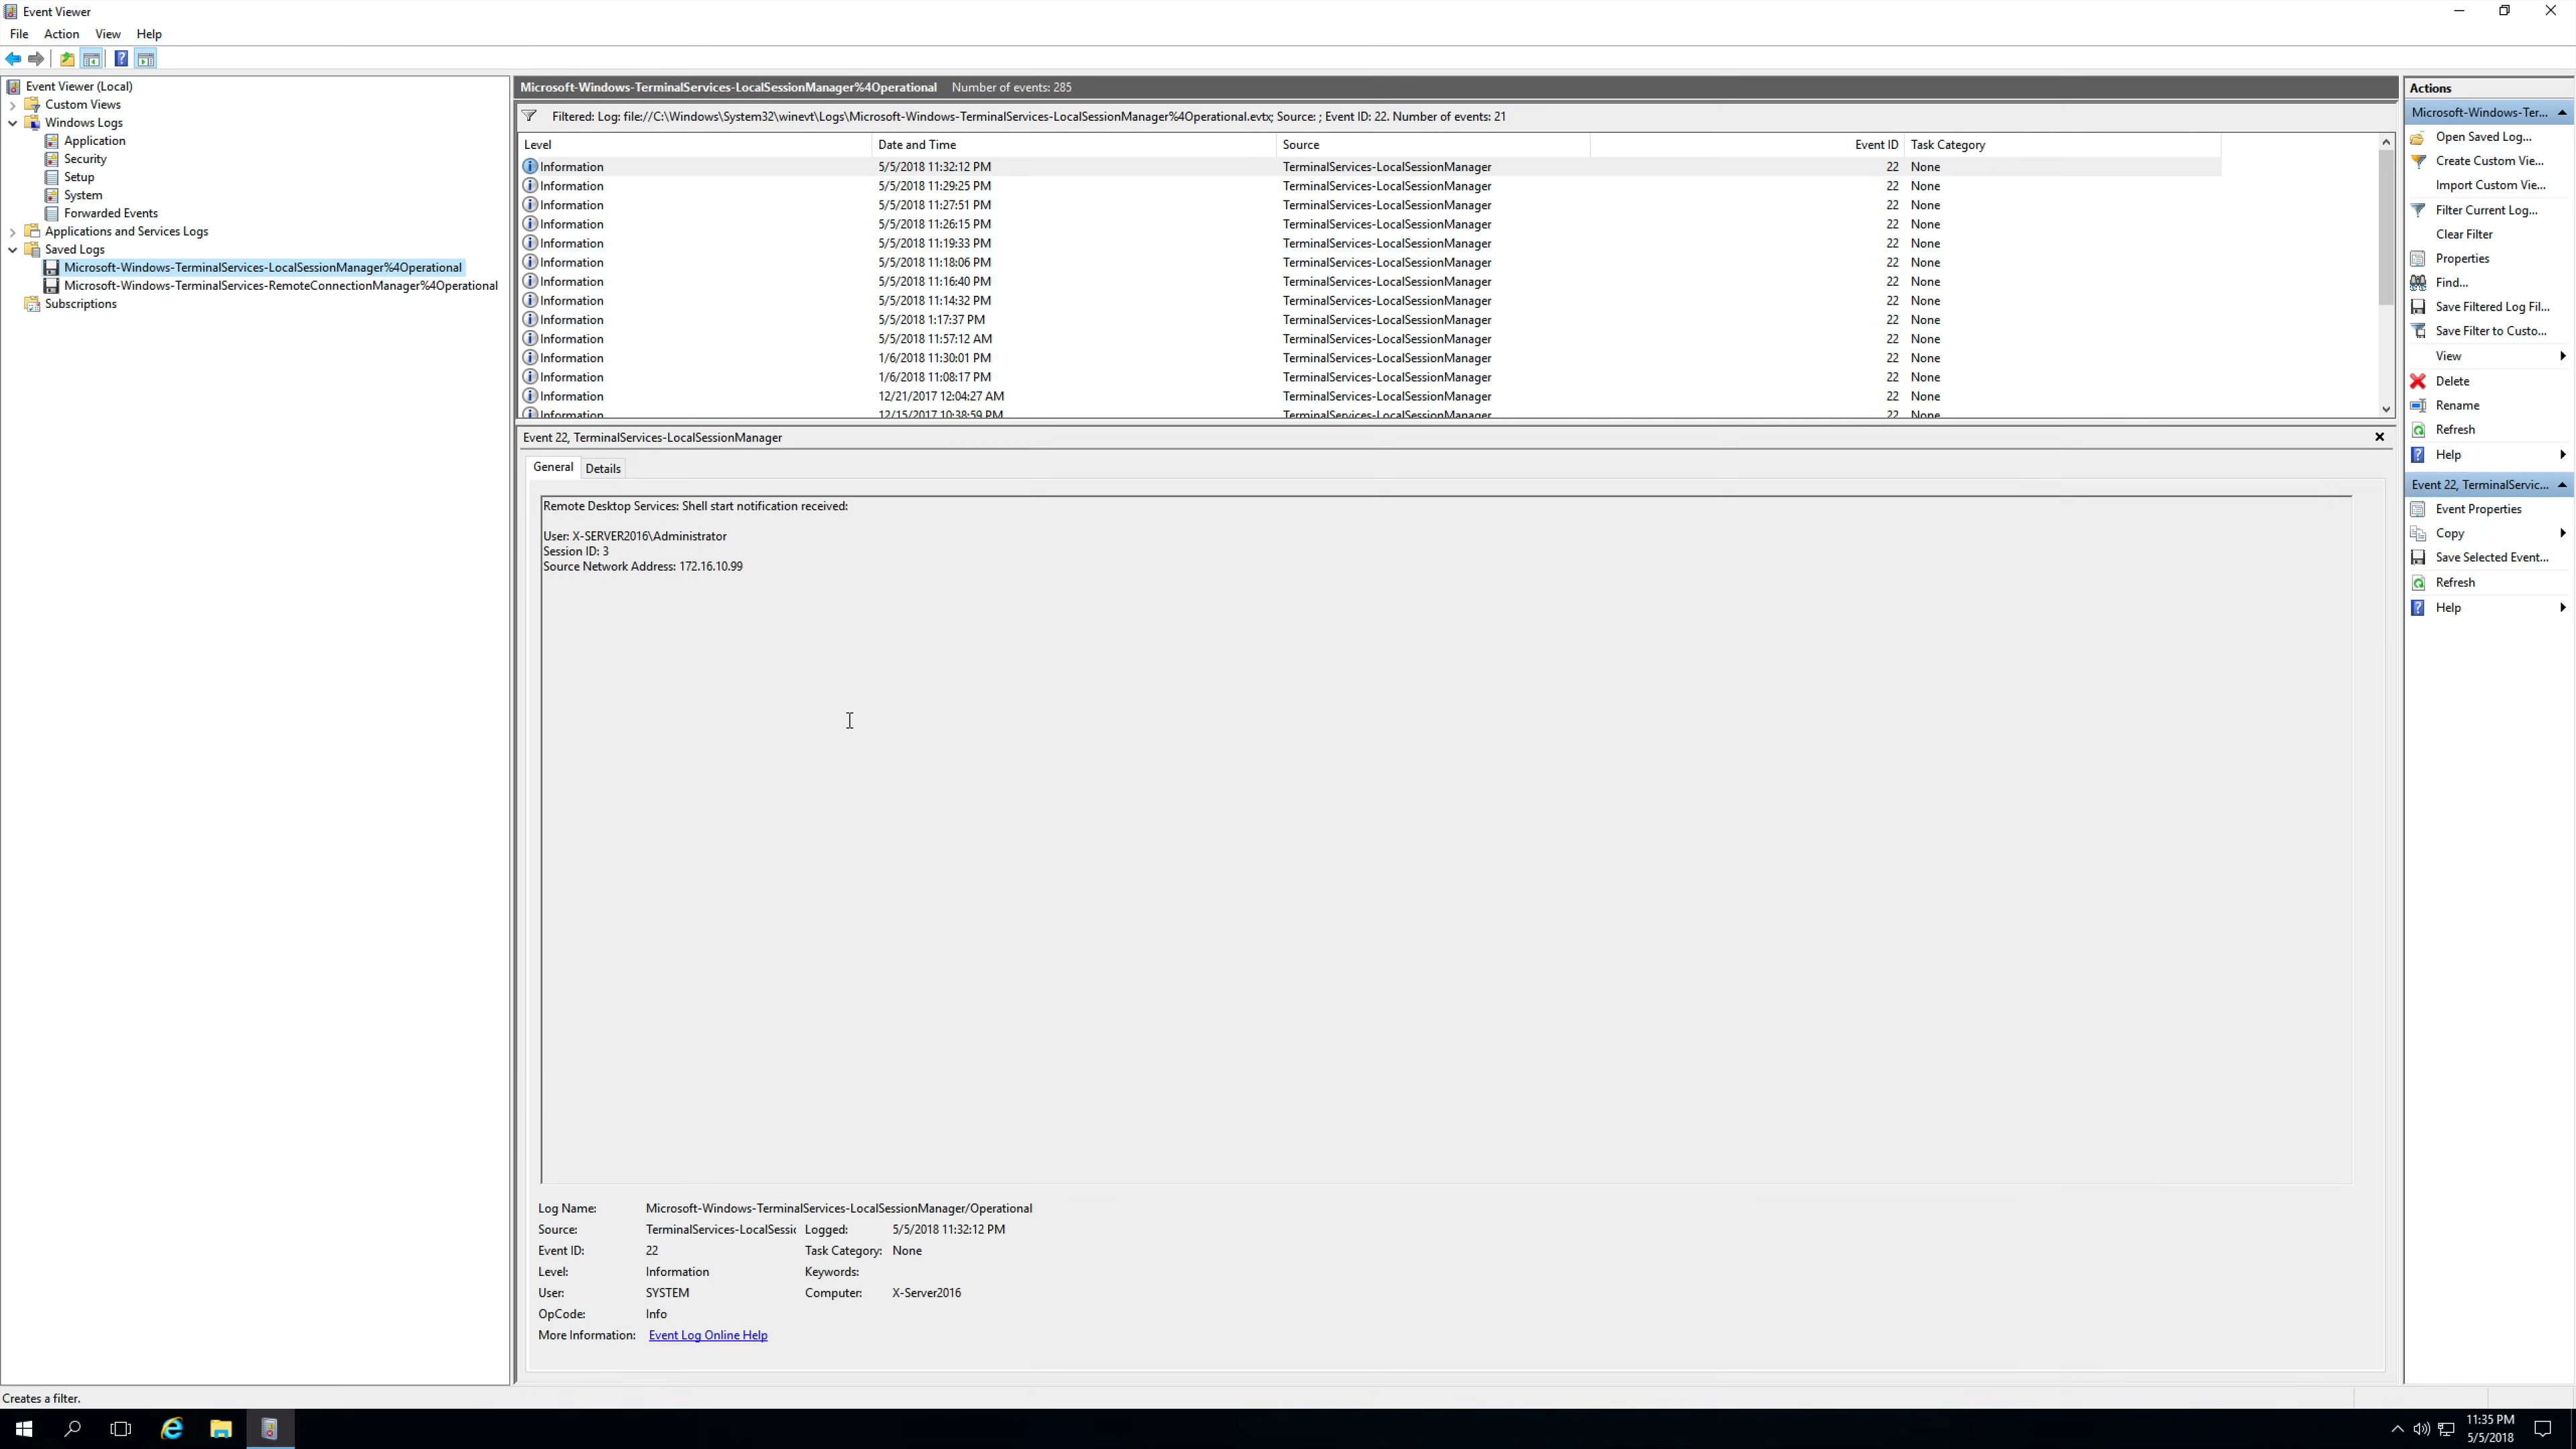 Event Viewer
File Action View Help
Event Viewer (Local)
Custom Views
Windows Logs
Application
Security
Setup
System
Forwarded Events
Applications and Services Logs
Saved Logs
Microsoft-Windows-TerminalServices-LocalSessionManager%4Operational
Microsoft-Windows-TerminalServices-RemoteConnectionManager%4Operational
Subscriptions
Microsoft-Windows-TerminalServices-LocalSessionManager%4Operational Number of events: 285
Filtered: Log: file://C:\Windows\System32\winevt\Logs\Microsoft-Windows-TerminalServices-LocalSessionManager%4Operational.evtx; Source: ; Event ID: 22. Number of events: 21
Level Date and Time Source Event ID Task Category
Information 5/5/2018 11:32:12 PM TerminalServices-LocalSessionManager 22 None
Information 5/5/2018 11:29:25 PM TerminalServices-LocalSessionManager 22 None
Information 5/5/2018 11:27:51 PM TerminalServices-LocalSessionManager 22 None
Information 5/5/2018 11:26:15 PM TerminalServices-LocalSessionManager 22 None
Information 5/5/2018 11:19:33 PM TerminalServices-LocalSessionManager 22 None
Information 5/5/2018 11:18:06 PM TerminalServices-LocalSessionManager 22 None
Information 5/5/2018 11:16:40 PM TerminalServices-LocalSessionManager 22 None
Information 5/5/2018 11:14:32 PM TerminalServices-LocalSessionManager 22 None
Information 5/5/2018 1:17:37 PM TerminalServices-LocalSessionManager 22 None
Information 5/5/2018 11:57:12 AM TerminalServices-LocalSessionManager 22 None
Information 1/6/2018 11:30:01 PM TerminalServices-LocalSessionManager 22 None
Information 1/6/2018 11:08:17 PM TerminalServices-LocalSessionManager 22 None
Information 12/21/2017 12:04:27 AM TerminalServices-LocalSessionManager 22 None
Information 12/15/2017 10:38:59 PM TerminalServices-LocalSessionManager 22 None
Event 22, TerminalServices-LocalSessionManager
General Details
Remote Desktop Services: Shell start notification received:
User: X-SERVER2016\Administrator
Session ID: 3
Source Network Address: 172.16.10.99
Log Name: Microsoft-Windows-TerminalServices-LocalSessionManager/Operational
Source: TerminalServices-LocalSessic Logged: 5/5/2018 11:32:12 PM
Event ID: 22 Task Category: None
Level: Information Keywords:
User: SYSTEM Computer: X-Server2016
OpCode: Info
More Information: Event Log Online Help
Actions
Microsoft-Windows-Ter...
Open Saved Log...
Create Custom Vie...
Import Custom Vie...
Filter Current Log...
Clear Filter
Properties
Find...
Save Filtered Log Fil...
Save Filter to Custo...
View
Delete
Rename
Refresh
Help
Event 22, TerminalServic...
Event Properties
Copy
Save Selected Event...
Refresh
Help
Creates a filter.
11:35 PM
5/5/2018